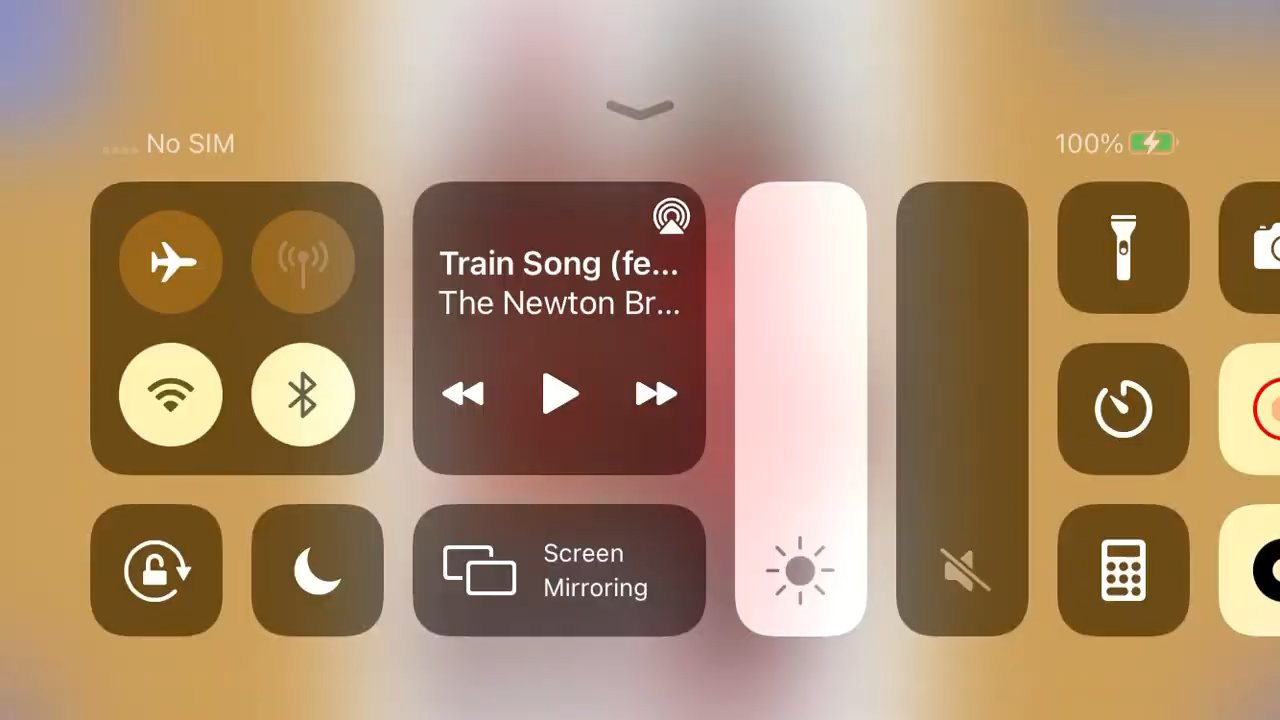 No SIM
100%
Train Song (fe...
The Newton Br...
Screen
Mirroring